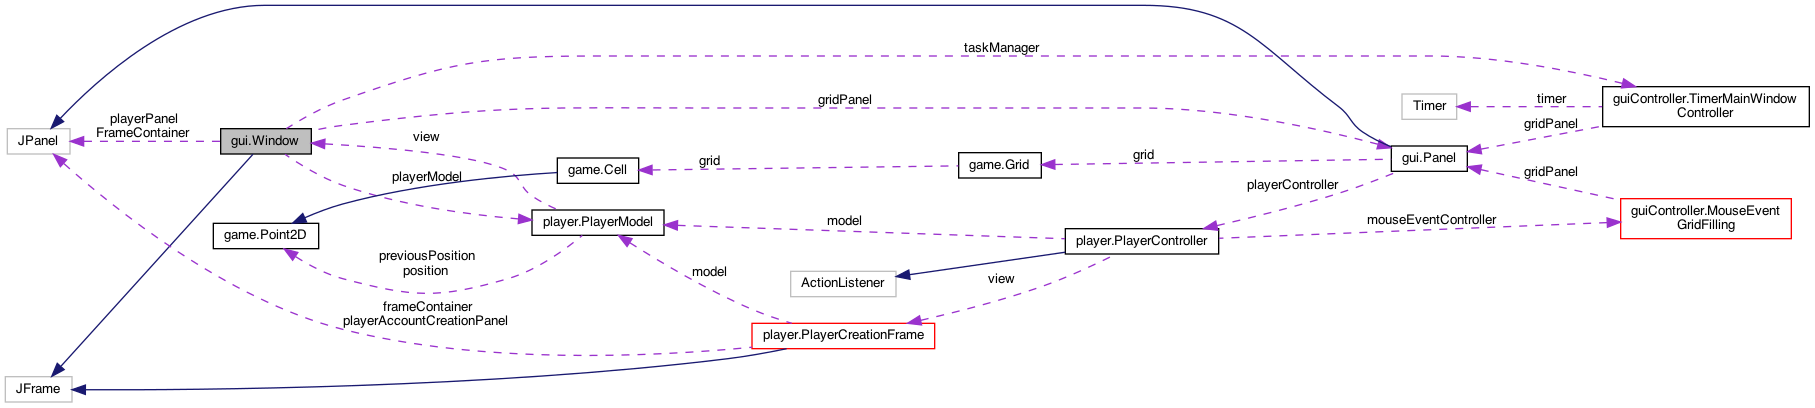 taskManager
gridPanel
timer
Timer
guiController.TimerMainWindow
Controller
gridPanel
playerPanel
FrameContainer
JPanel
gui.Window
view
game.Cell
grid
game.Grid
grid
gui.Panel
gridPanel
playerModel
playerController
guiController.MouseEvent
GridFilling
player.PlayerModel
model
mouseEventController
game.Point2D
player.PlayerController
previousPosition
position
model
ActionListener
view
frameContainer
playerAccountCreationPanel
player.PlayerCreationFrame
JFrame